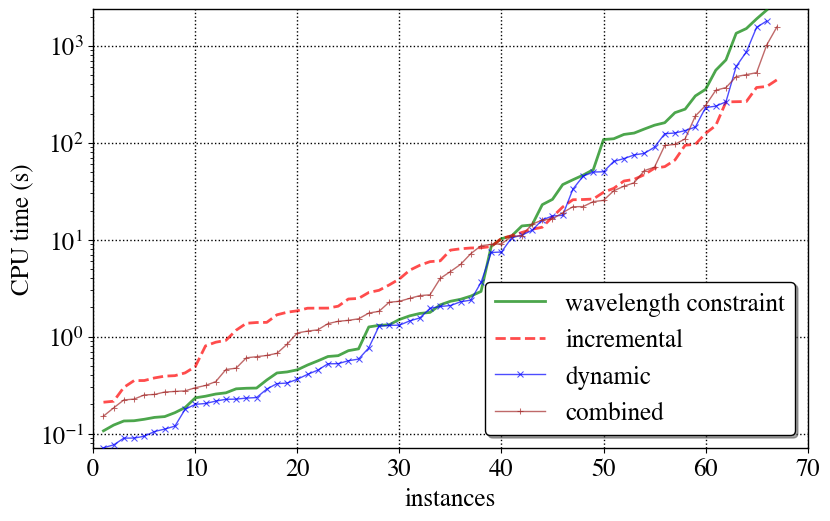 CPU time (s)
10³
10²
10¹
10⁰
10⁻¹
0 10 20 30 40 50 60 70
instances
wavelength constraint
incremental
dynamic
combined